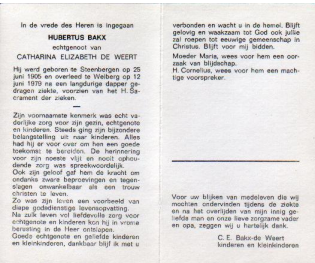 In de vrede des Heren is ingegaan
HUBERTUS BAKX
echtgenoot van
CATHARINA ELIZABETH DE WEERT
Hij werd geboren te Steenbergen op 25
juni 1905 en overleed te Welberg op 12
juni 1979 na een langdurige dapper ge-
dragen ziekte, voorzien van het H. Sa-
crament der zieken.
Zijn voornaamste kenmerk was echt va-
derlijke zorg voor zijn gezin, echtgenote
en kinderen. Steeds ging zijn bijzondere
belangstelling uit naar kinderen. Alles
had hij er voor over om hen een goede
toekomst te bereiden. De herinnering
voor zijn noeste vlijt en nooit ophou-
dende zorg was spreekwoordelijk.
Ook zijn geloof gaf hem de kracht om
ondanks zware beproevingen en tegen-
slagen onwankelbaar als een trouw
christen te leven.
Zo was zijn leven een voorbeeld van
diepe godsdienstige levensopvatting.
Na zulk leven vol liefdevolle zorg voor
echtgenote en kinderen kon hij in vrome
berusting in de Heer ontslapen.
Goede echtgenote en geliefde kinderen
en kleinkinderen, dankbaar blijf ik met u
verbonden en wacht u in de hemel. Blijft
gelovig en waakzaam tot God ook jullie
zal roepen tot eeuwige gemeenschap in
Christus. Blijft voor mij bidden.
Moeder Maria, wees voor hem een oor-
zaak van blijdschap.
H. Cornelius, wees voor hem een mach-
tige voorspreker.
Voor uw blijken van medeleven die wij
mochten ondervinden tijdens de ziekte
en na het overlijden van mijn innig ge-
liefde man en onze lieve zorgzame vader
en opa, zeggen wij u hartelijk dank.
C. E. Bakx-de Weert
kinderen en kleinkinderen